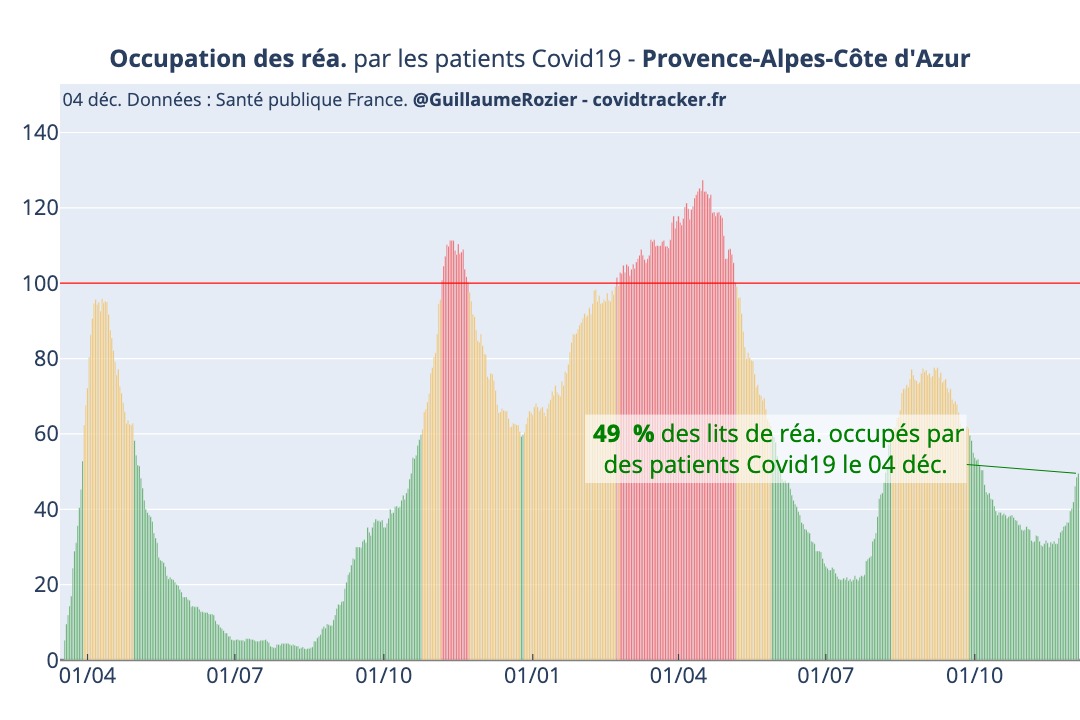 Occupation des réa. par les patients Covid19 - Provence-Alpes-Côte d'Azur
04 déc. Données : Santé publique France. @GuillaumeRozier - covidtracker.fr
140
120
100
80
60
49 % des lits de réa. occupés par
des patients Covid19 le 04 déc.
40
20
0
01/04 01/07 01/10 01/01 01/04 01/07 01/10